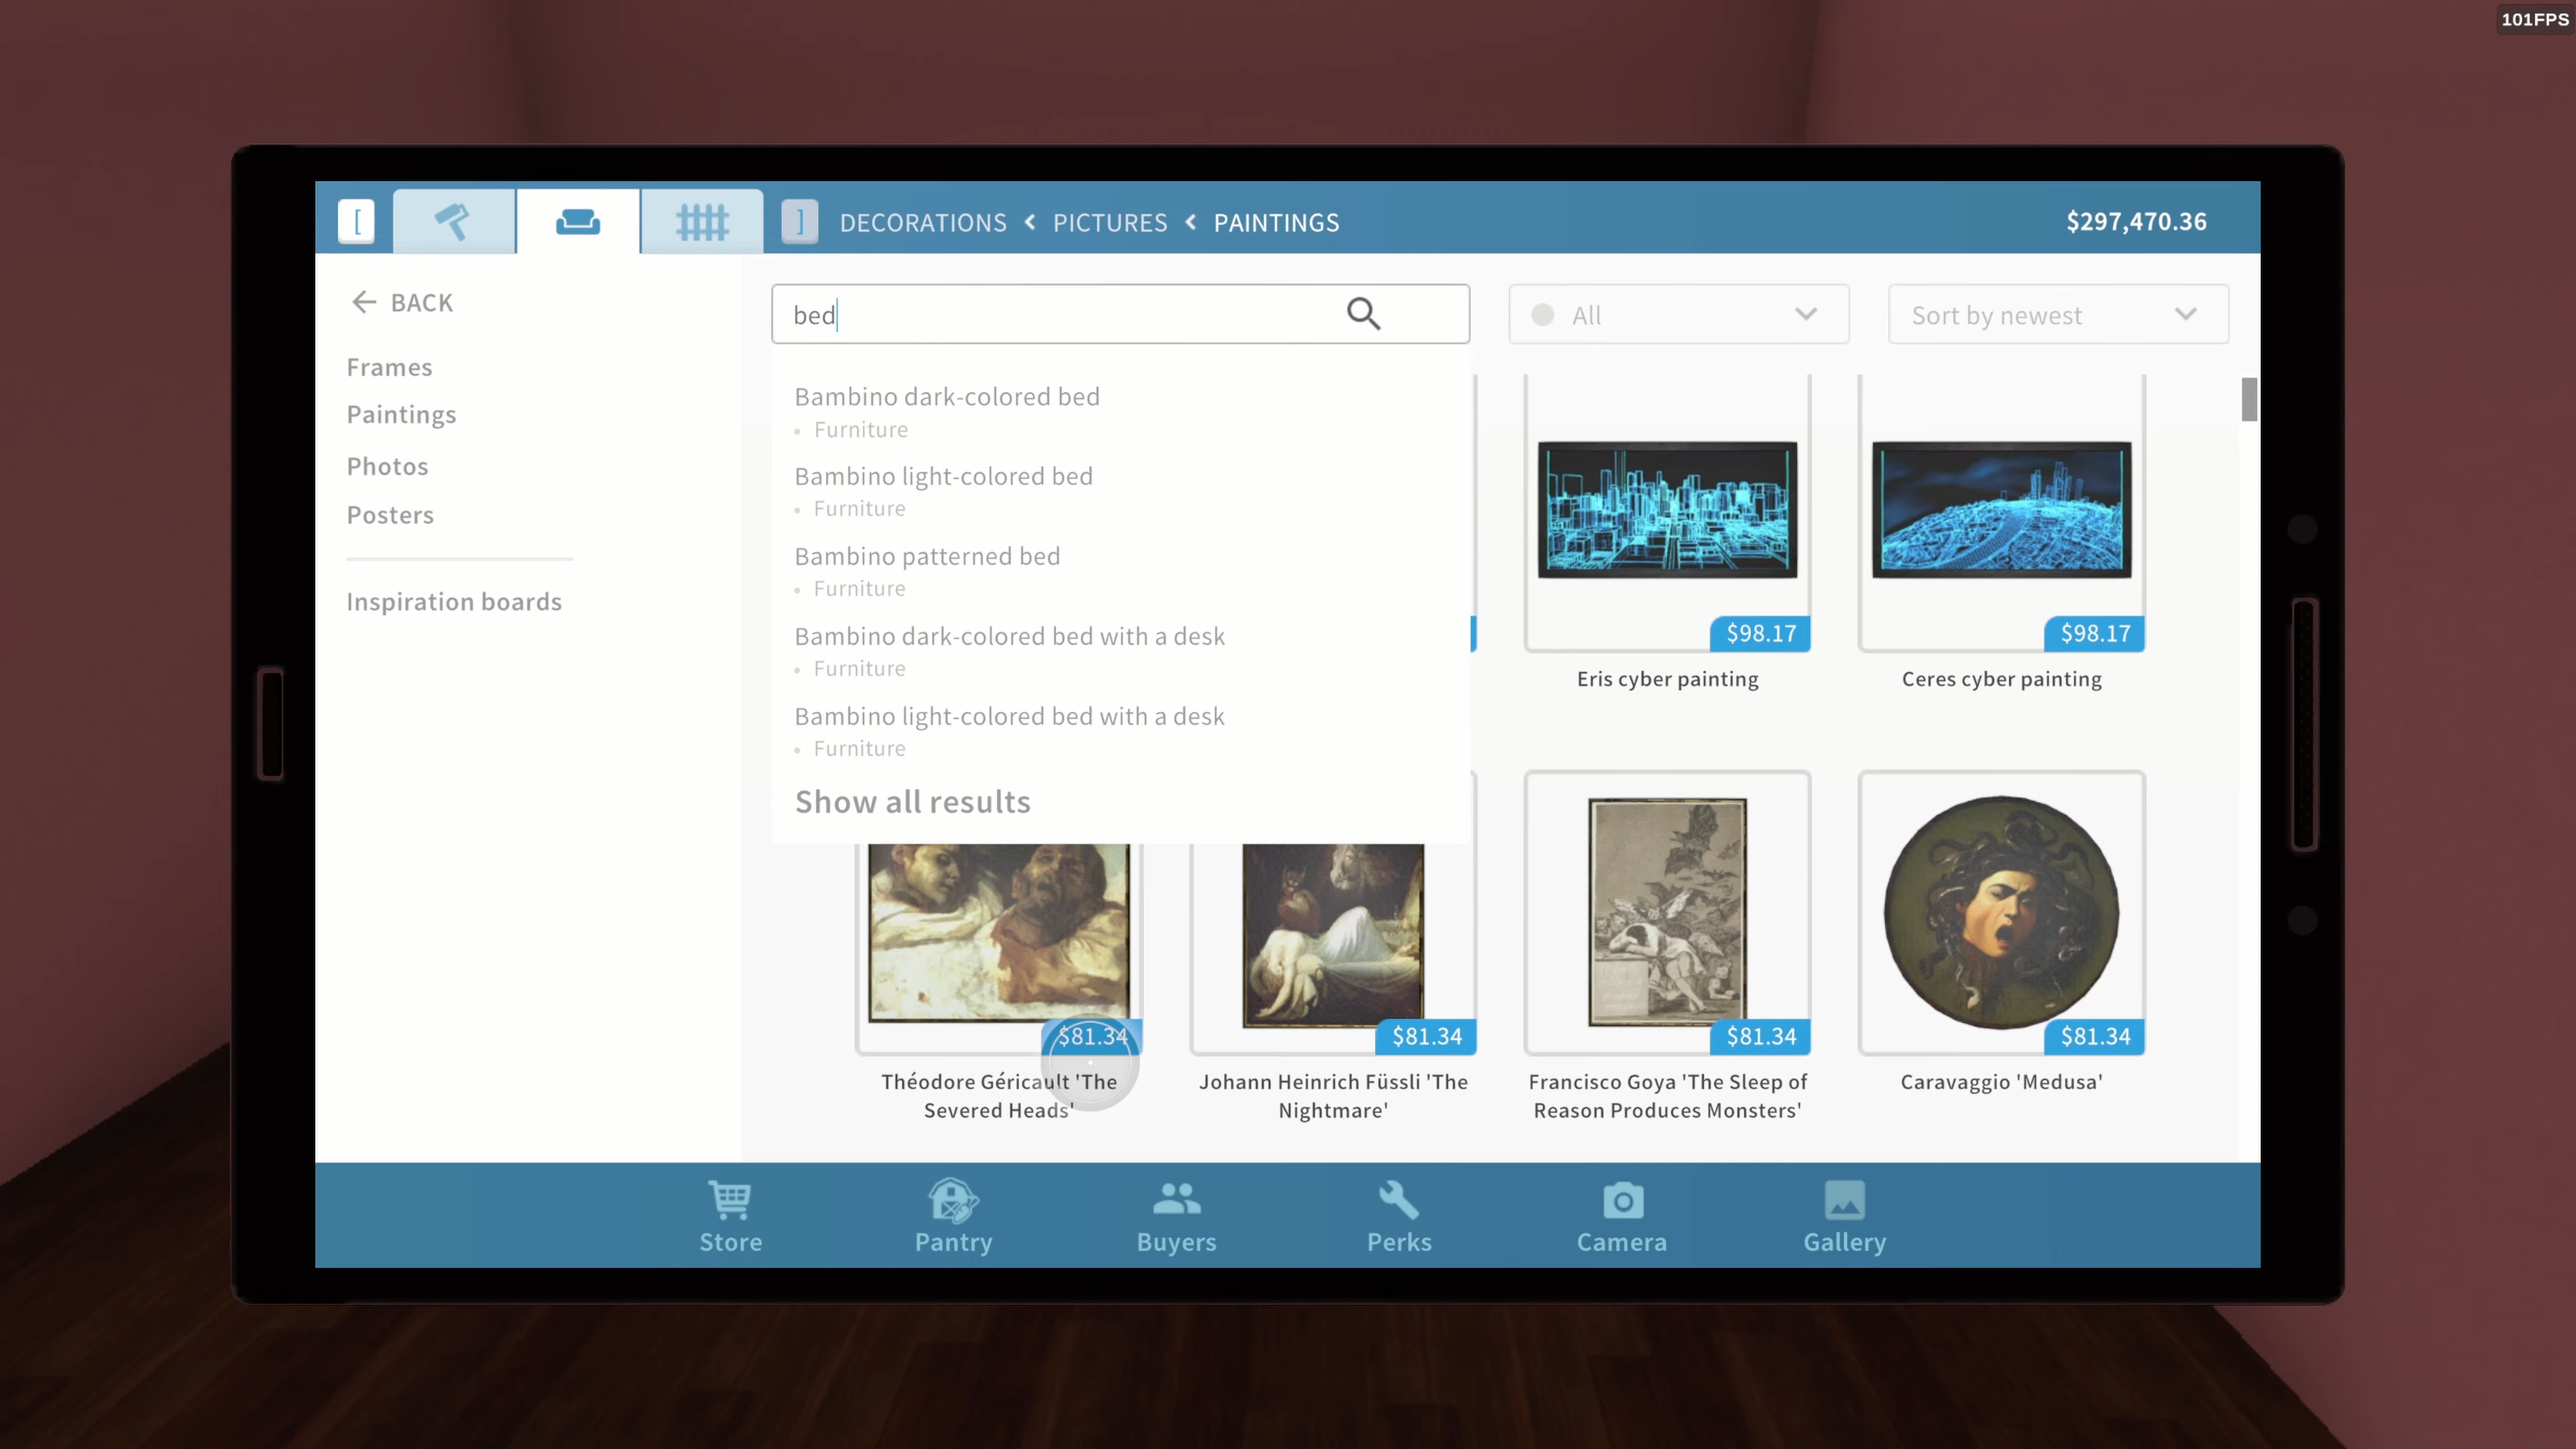 101FPS
[
]
DECORATIONS < PICTURES < PAINTINGS
$297,470.36
BACK
Frames
Paintings
Photos
Posters
Inspiration boards
bed
All
Sort by newest
Bambino dark-colored bed
• Furniture
Bambino light-colored bed
• Furniture
Bambino patterned bed
• Furniture
Bambino dark-colored bed with a desk
• Furniture
Bambino light-colored bed with a desk
• Furniture
Show all results
$98.17
Eris cyber painting
$98.17
Ceres cyber painting
$81.34
Théodore Géricault 'The
Severed Heads'
$81.34
Johann Heinrich Füssli 'The
Nightmare'
$81.34
Francisco Goya 'The Sleep of
Reason Produces Monsters'
$81.34
Caravaggio 'Medusa'
Store
Pantry
Buyers
Perks
Camera
Gallery